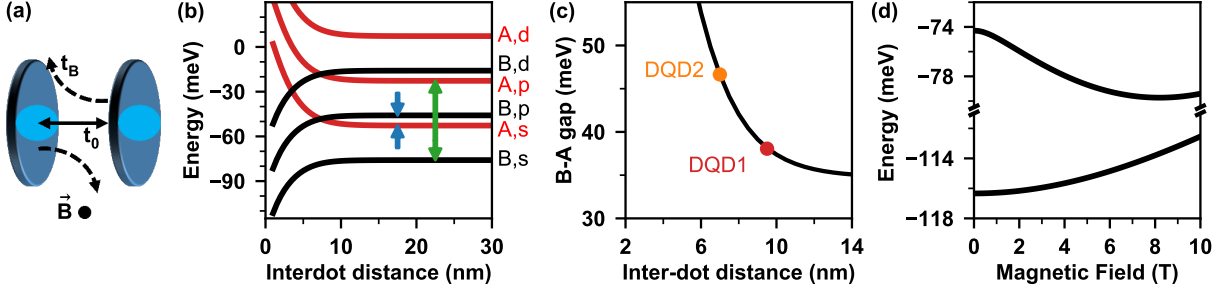 (a)
t_B
t_0
B⃗
(b)
Energy (meV)
0
−30
−60
−90
0
10
20
30
Interdot distance (nm)
A,d
B,d
A,p
B,p
A,s
B,s
(c)
B-A gap (meV)
50
40
30
DQD2
DQD1
2
6
10
14
Inter-dot distance (nm)
(d)
Energy (meV)
−74
−78
−114
−118
0
2
4
6
8
10
Magnetic Field (T)